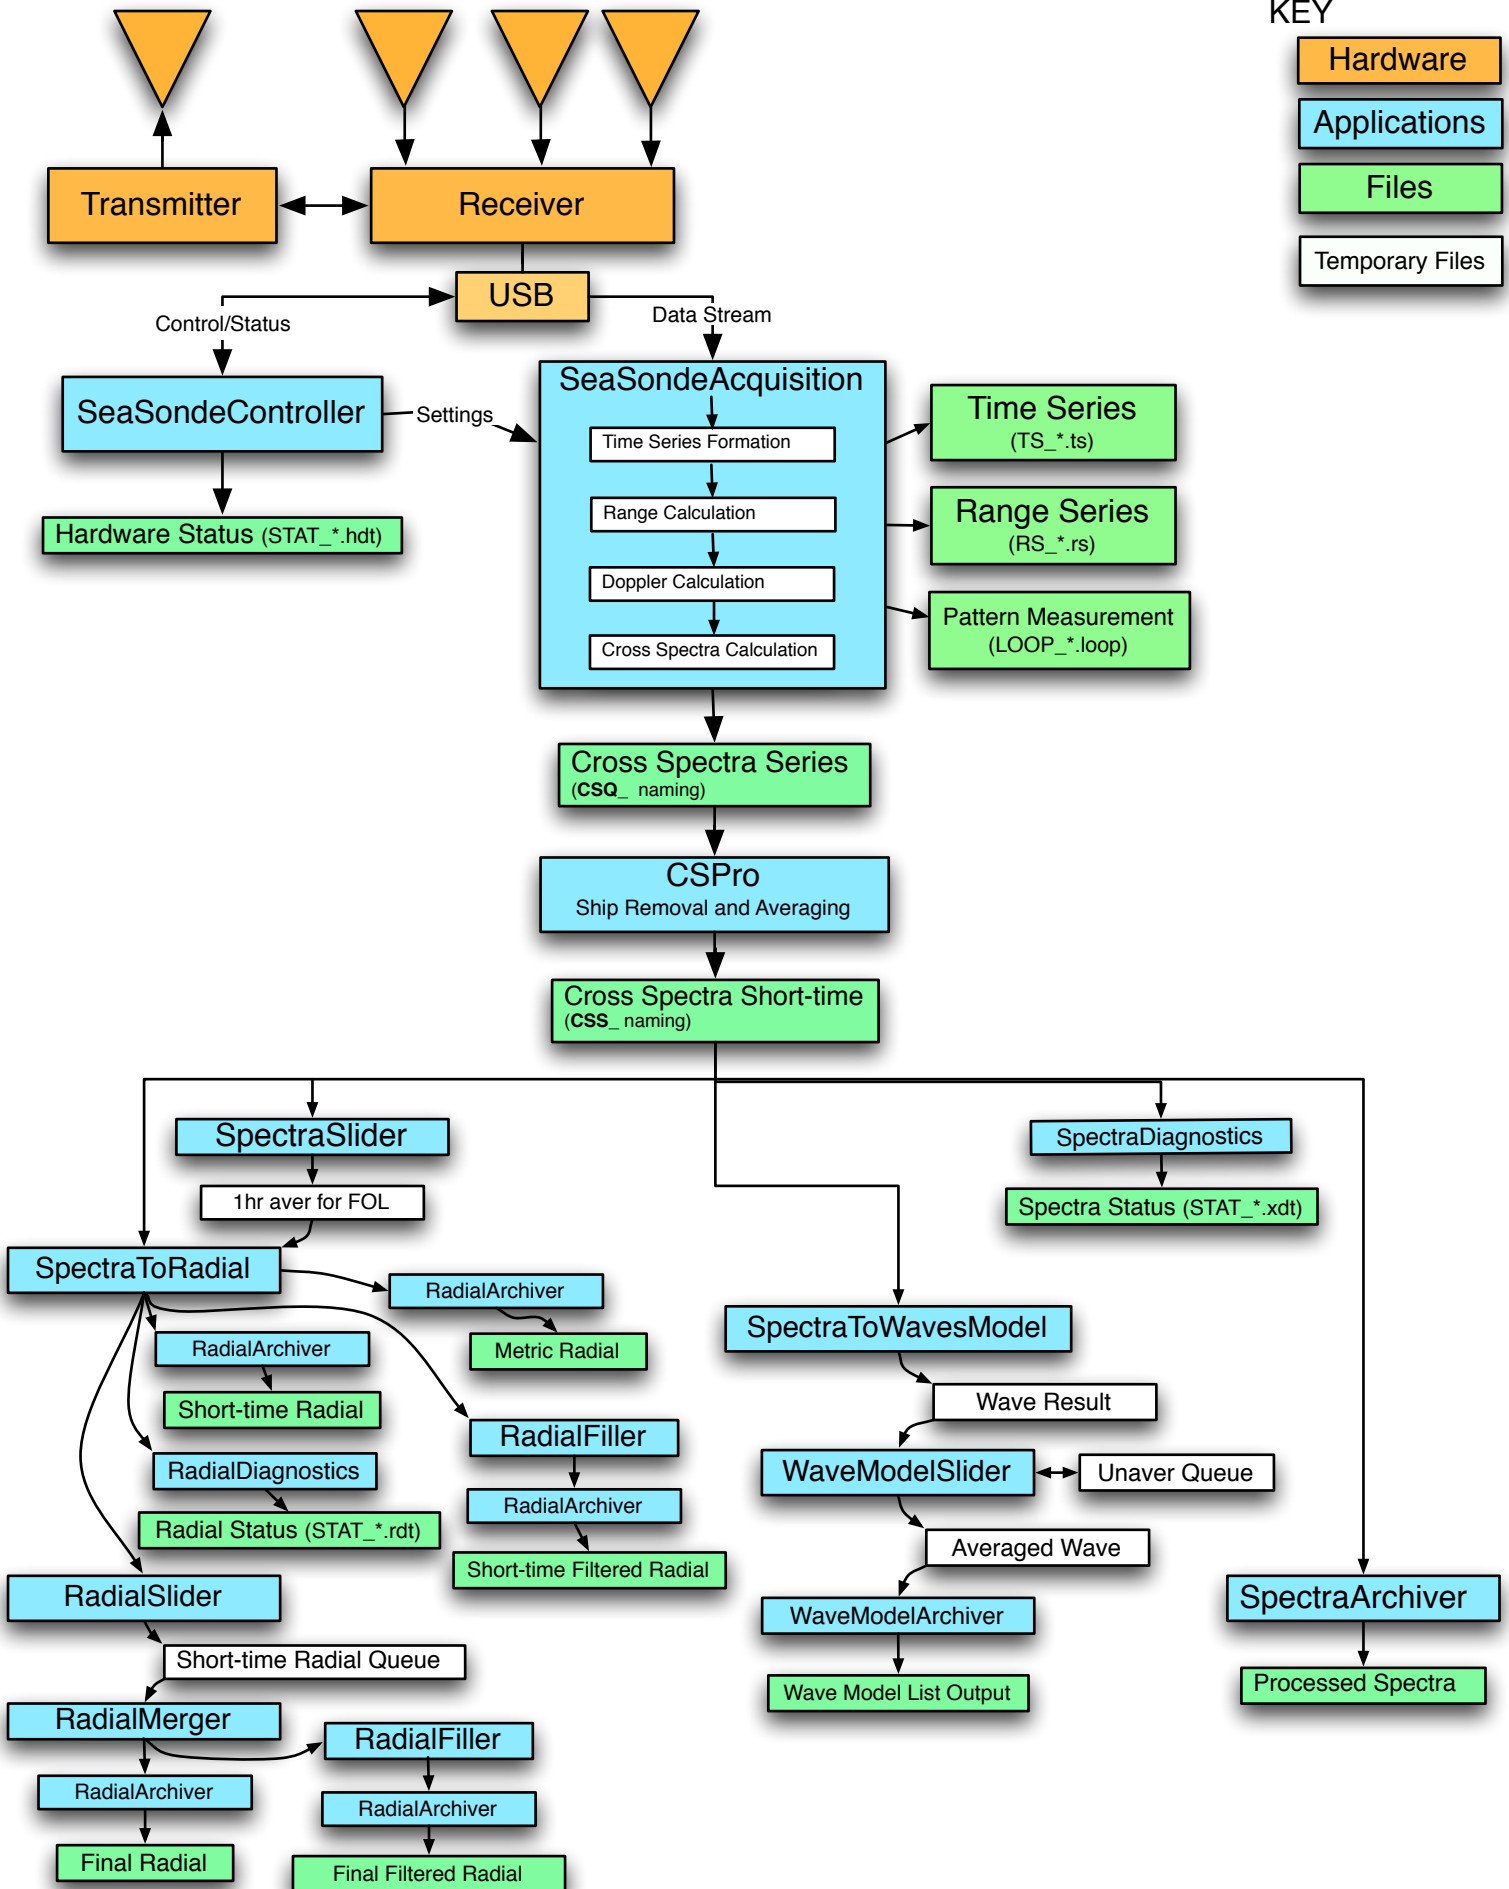 KEY
Hardware
Applications
Files
Temporary Files
Transmitter
Receiver
USB
Control/Status
Data Stream
SeaSondeController
Settings
Hardware Status (STAT_*.hdt)
SeaSondeAcquisition
Time Series Formation
Range Calculation
Doppler Calculation
Cross Spectra Calculation
Time Series
(TS_*.ts)
Range Series
(RS_*.rs)
Pattern Measurement
(LOOP_*.loop)
Cross Spectra Series
(CSQ_ naming)
CSPro
Ship Removal and Averaging
Cross Spectra Short-time
(CSS_ naming)
SpectraSlider
1hr aver for FOL
SpectraToRadial
RadialArchiver
Metric Radial
RadialArchiver
Short-time Radial
RadialDiagnostics
Radial Status (STAT_*.rdt)
RadialFiller
RadialArchiver
Short-time Filtered Radial
RadialSlider
Short-time Radial Queue
RadialMerger
RadialArchiver
Final Radial
RadialFiller
RadialArchiver
Final Filtered Radial
SpectraToWavesModel
Wave Result
WaveModelSlider
Unaver Queue
Averaged Wave
WaveModelArchiver
Wave Model List Output
SpectraDiagnostics
Spectra Status (STAT_*.xdt)
SpectraArchiver
Processed Spectra